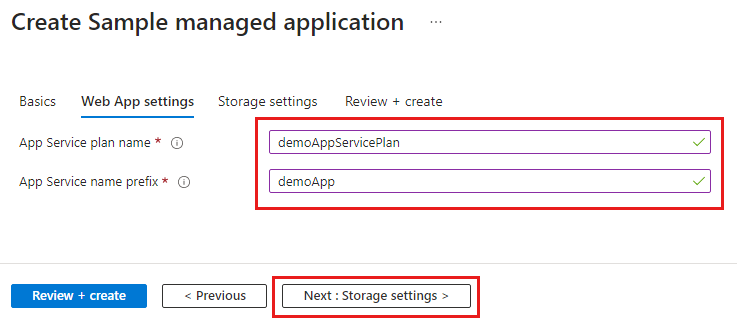 Create Sample managed application ...
Basics Web App settings Storage settings Review + create
App Service plan name * demoAppServicePlan
App Service name prefix * demoApp
Review + create < Previous Next : Storage settings >